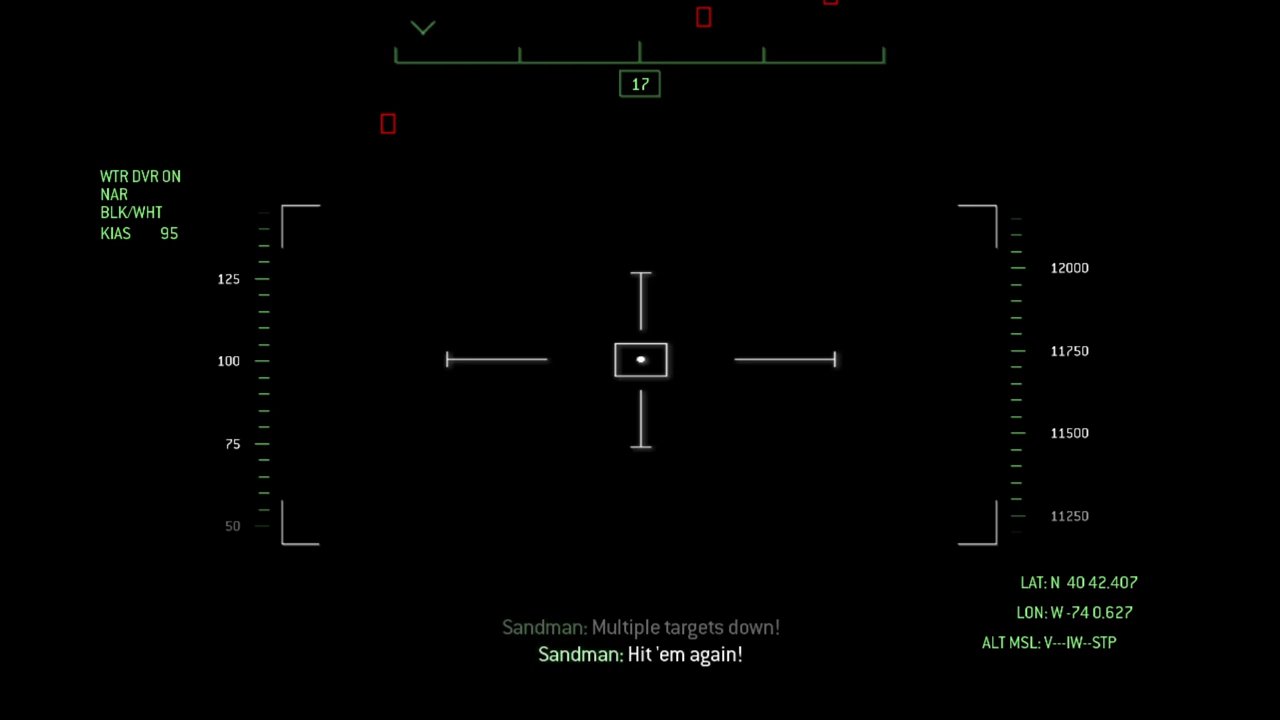 17
WTR DVR ON
NAR
BLK/WHT
KIAS 95
125
100
75
50
12000
11750
11500
11250
LAT: N 40 42.407
LON: W -74 0.627
ALT MSL: V---IW--STP
Sandman: Multiple targets down!
Sandman: Hit 'em again!